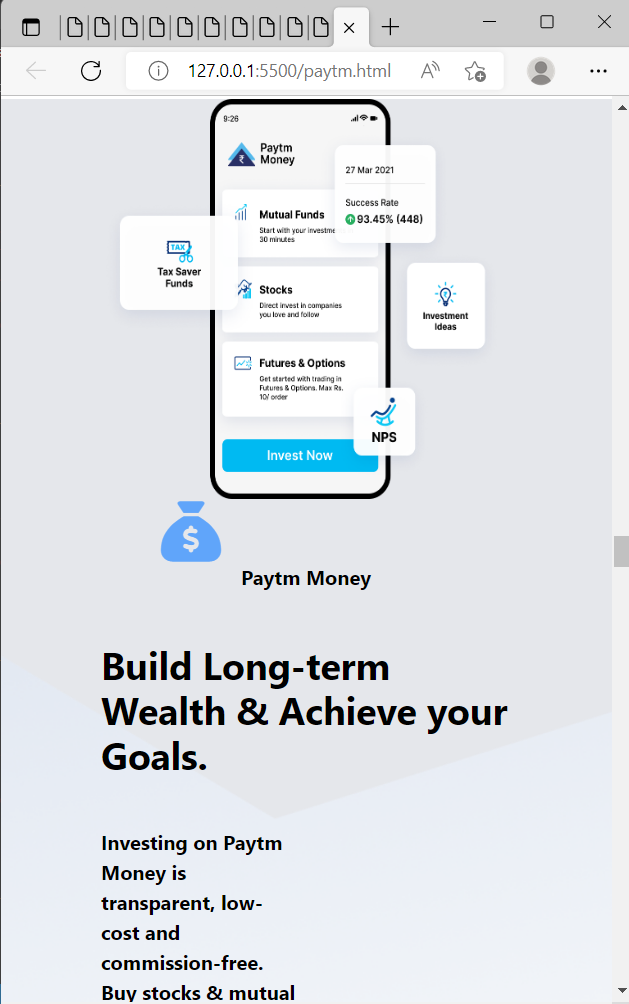 127.0.0.1:5500/paytm.html
9:26
Paytm
Money
27 Mar 2021
Success Rate
93.45% (448)
Mutual Funds
Start with your investme
30 minutes
TAX
Tax Saver
Funds
Stocks
Direct invest in companies
you love and follow
Investment
Ideas
Futures & Options
Get started with trading in
Futures & Options. Max Rs.
10/ order
NPS
Invest Now
$
Paytm Money
Build Long-term
Wealth & Achieve your
Goals.
Investing on Paytm
Money is
transparent, low-
cost and
commission-free.
Buy stocks & mutual